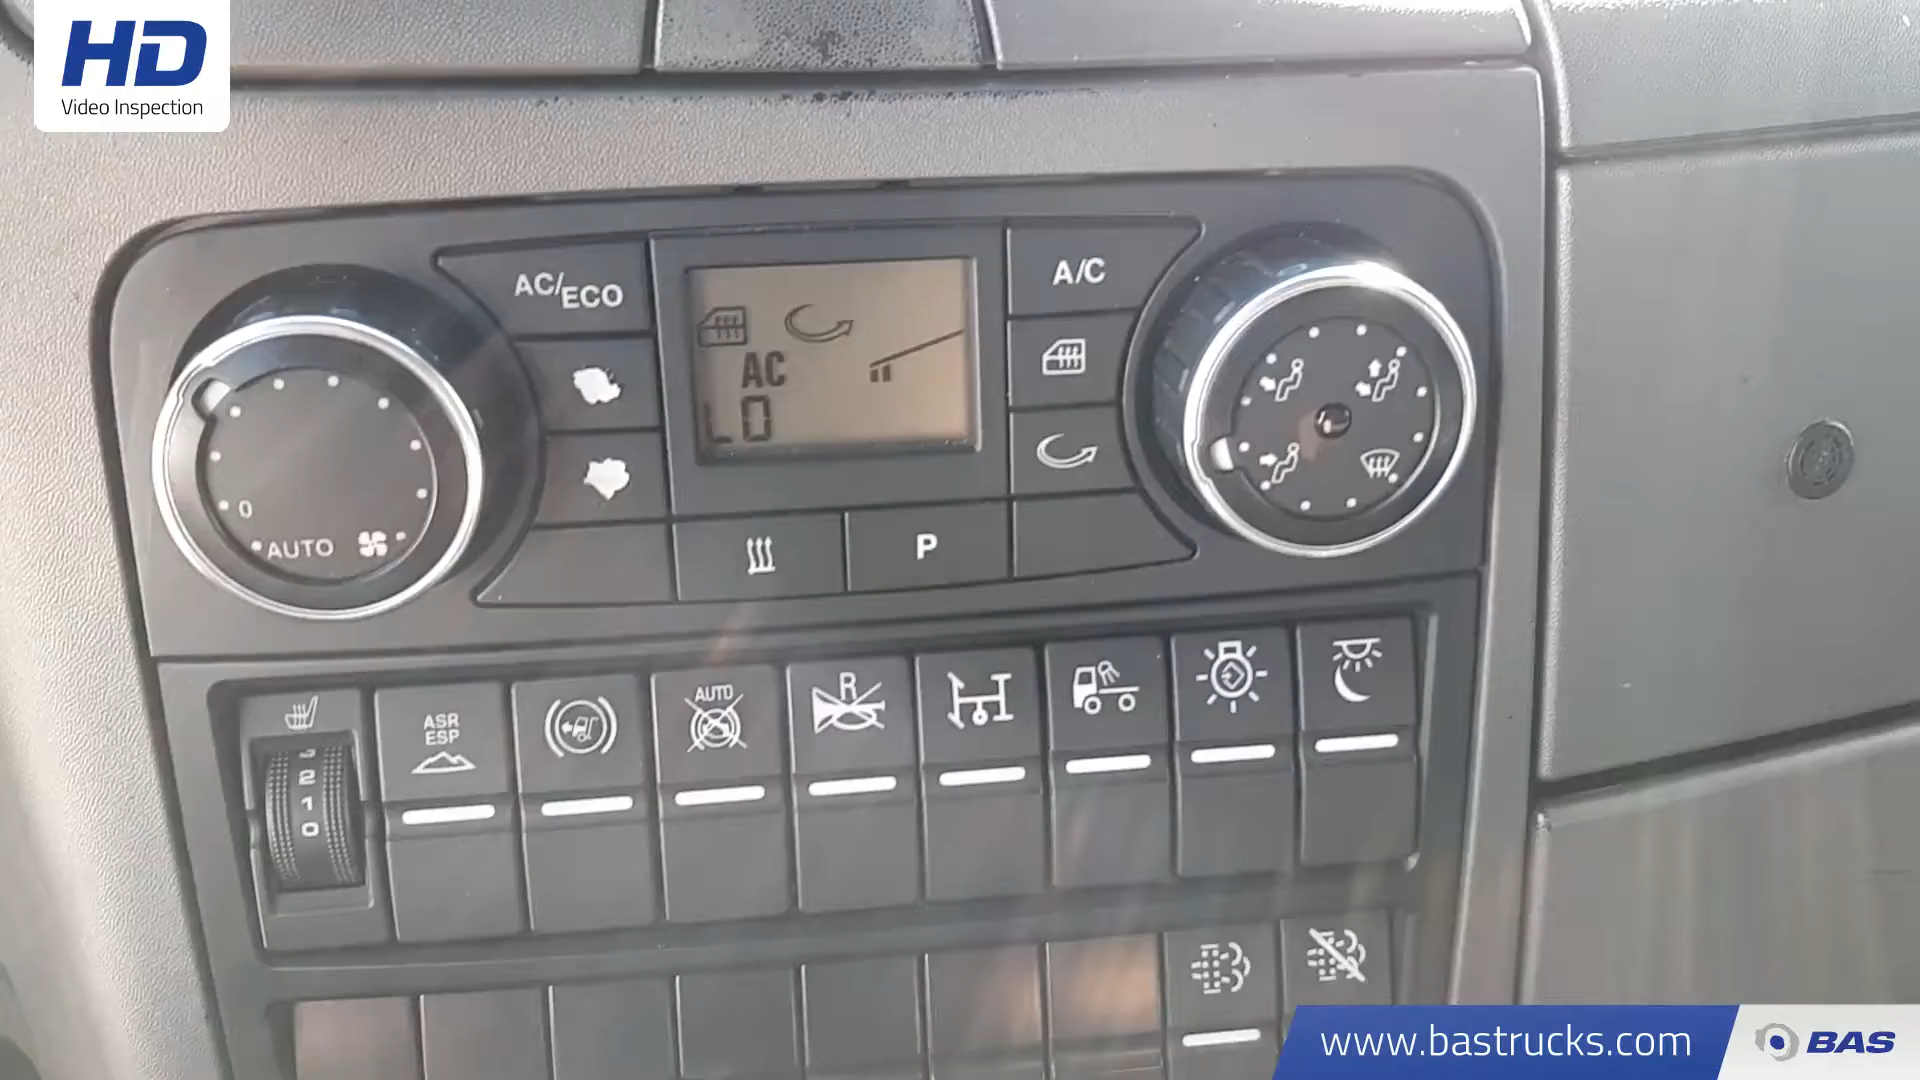 HD
Video Inspection
AC/ECO
A/C
AC
LO
0
AUTO
P
3
2
1
0
ASR
ESP
AUTO
R
www.bastrucks.com
BAS